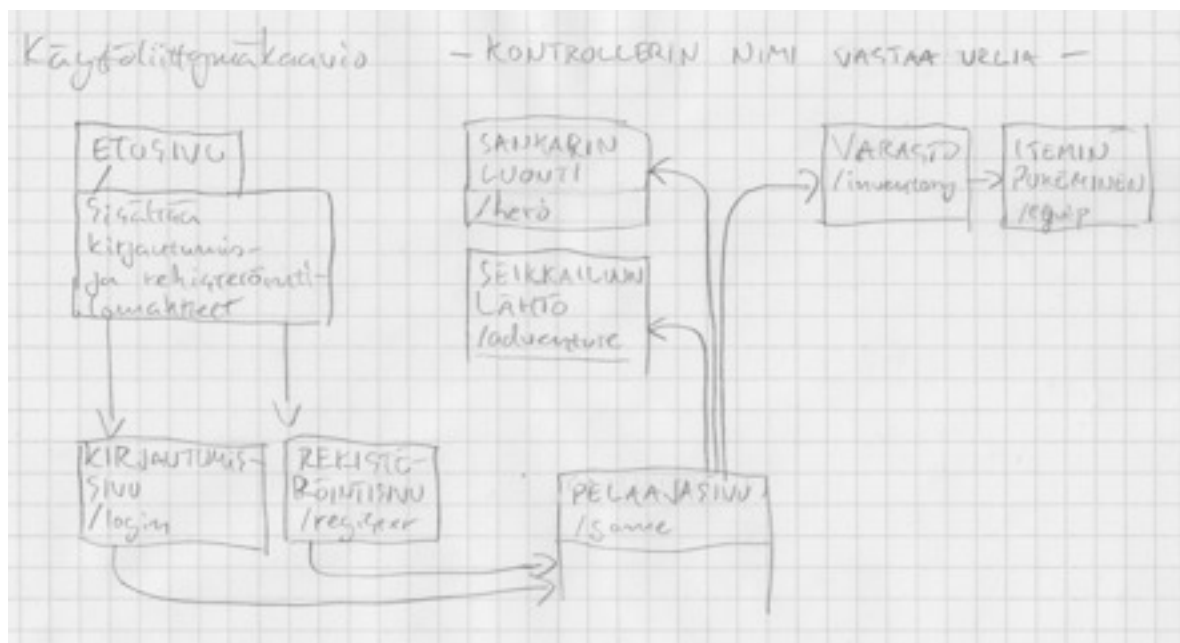 Käyttöliittymäkaavio
- KONTROLLERIN NIMI VASTAA URLIA -
ETUSIVU
/
Sisältää
kirjautumis-
ja rekisteröinti-
lomakkeet
KIRJAUTUMIS-
SIVU
/login
REKISTE-
RÖINTISIVU
/register
SANKARIN
LUONTI
/hero
SEIKKAILUUN
LÄHTÖ
/adventure
PELAAJASIVU
/game
VARASTO
/inventory
ITEMIN
PUKEMINEN
/equip